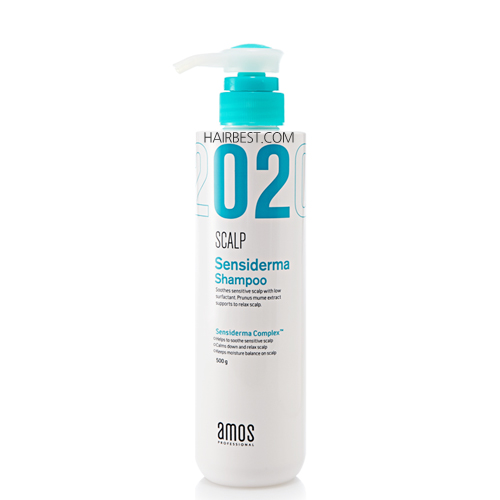 HAIRBEST.COM
02
SCALP
Sensiderma
Shampoo
Soothes sensitive scalp with low
surfactant. Prunus mume extract
supports to relax scalp.
Sensiderma Complex™
Helps to soothe sensitive scalp
Calms down and relax scalp
Keeps moisture balance on scalp
500 g
amos
PROFESSIONAL